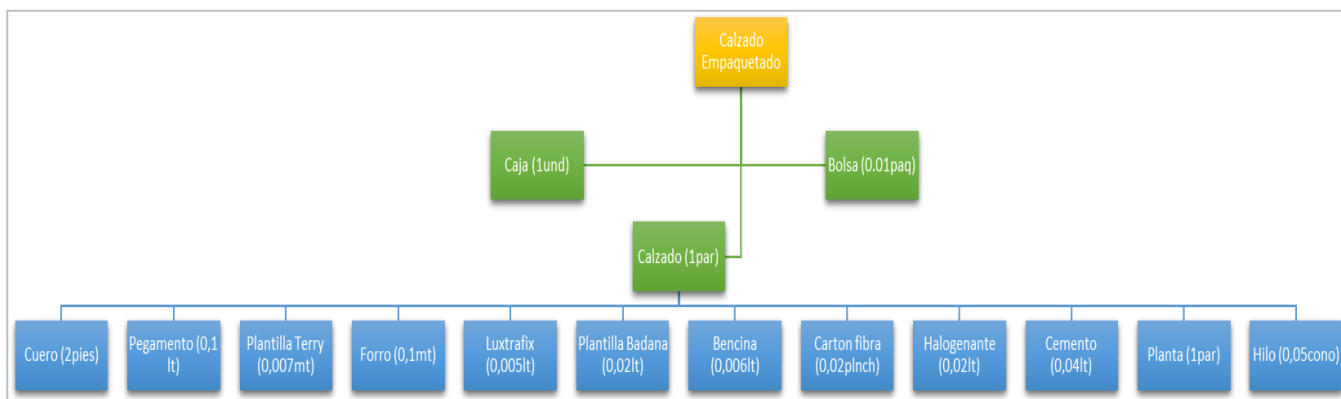 Calzado
Empaquetado
Caja (1und)
Bolsa (0.01paq)
Calzado (1par)
Cuero (2pies)
Pegamento (0,1
lt)
Plantilla Terry
(0,007mt)
Forro (0,1mt)
Luxtrafix
(0,005lt)
Plantilla Badana
(0,02lt)
Bencina
(0,006lt)
Carton fibra
(0,02plnch)
Halogenante
(0,02lt)
Cemento
(0,04lt)
Planta (1par)
Hilo (0,05cono)